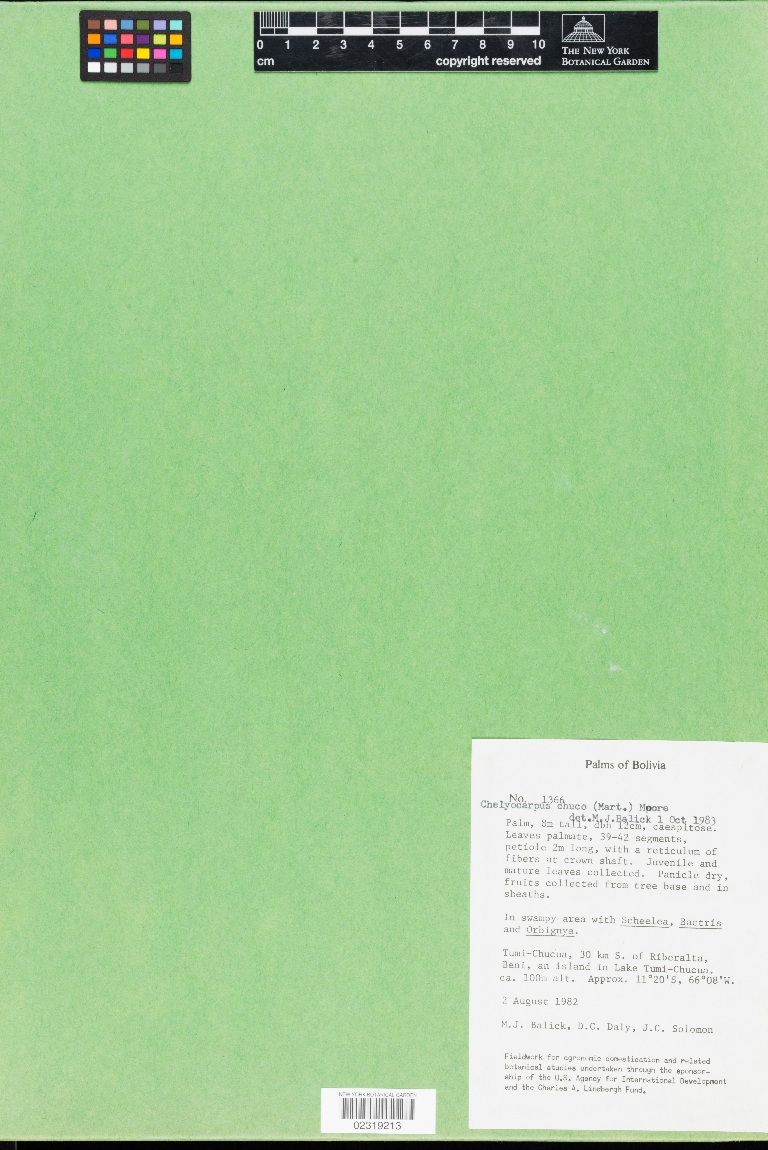 0 1 2 3 4 5 6 7 8 9 10
cm
copyright reserved
THE NEW YORK
BOTANICAL GARDEN
Palms of Bolivia
No. 1366
Chelyocarpus chuco (Mart.) Moore
det.M.J.Balick 1 Oct 1983
Palm, 8m tall, dbh 12cm, caespitose.
Leaves palmate, 39-42 segments,
petiole 2m long, with a reticulum of
fibers at crown shaft. Juvenile and
mature leaves collected. Panicle dry,
fruits collected from tree base and in
sheaths.
In swampy area with Scheelea, Bactris
and Orbignya.
Tumi-Chucua, 30 km S. of Riberalta,
Beni, an island in Lake Tumi-Chucua.
ca. 100m alt. Approx. 11°20'S, 66°08'W.
2 August 1982
M.J. Balick, D.C. Daly, J.C. Solomon
Fieldwork for agronomic domestication and related
botanical studies undertaken through the sponsor-
ship of the U.S. Agency for International Development
and the Charles A. Lindbergh Fund.
NEW YORK BOTANICAL GARDEN
02319213